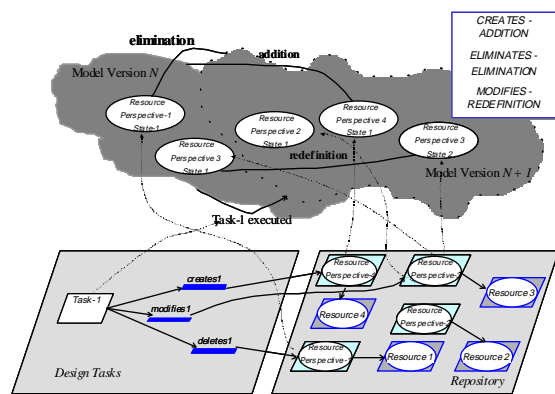 elimination
addition
Model Version N
Resource
Perspective-1
State-1
Resource
Perspective 3
State 1
Resource
Perspective 2
State 1
Resource
Perspective 4
State 1
Resource
Perspective 3
State 2
redefinition
Model Version N + 1
Task-1 executed
CREATES -
ADDITION
ELIMINATES -
ELIMINATION
MODIFIES -
REDEFINITION
Task-1
creates1
modifies1
deletes1
Design Tasks
Resource
Perspective-4
Resource
Perspective-3
Resource 4
Resource 3
Resource
Perspective-2
Resource
Perspective-1
Resource 1
Resource 2
Repository